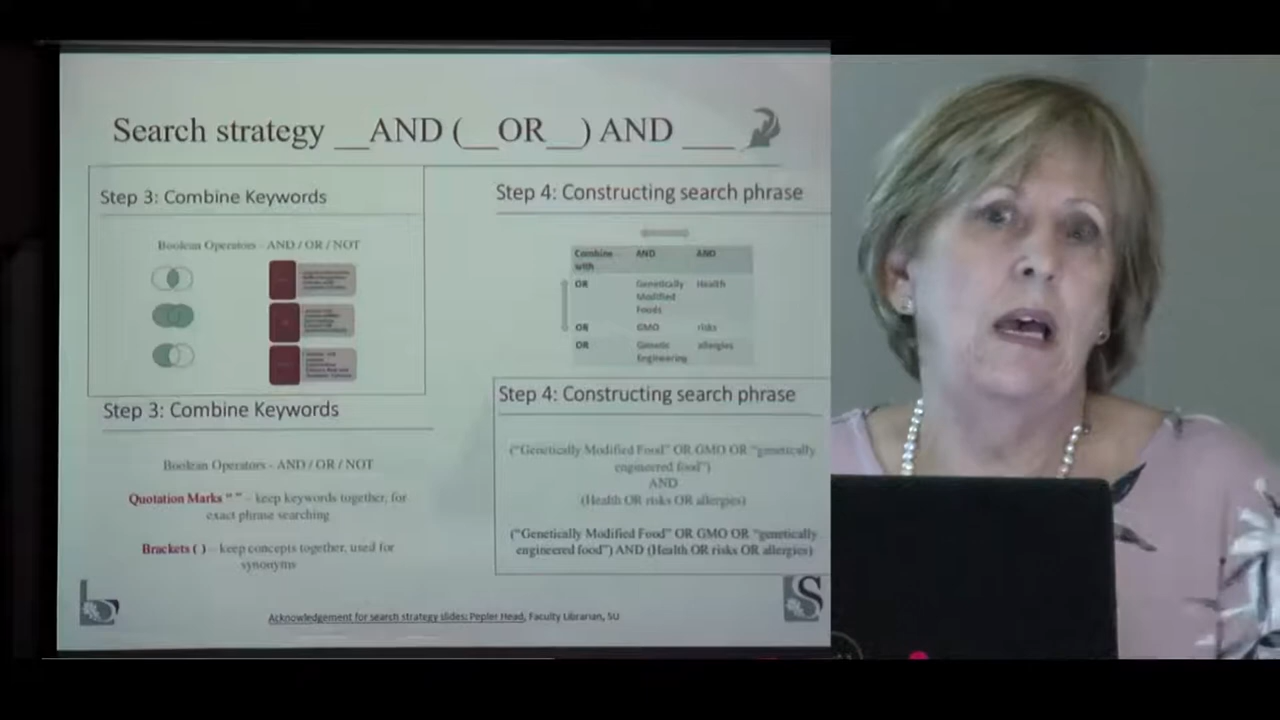 Search strategy __AND (__OR__) AND ___
Step 3: Combine Keywords
Boolean Operators - AND / OR / NOT
Step 3: Combine Keywords
Boolean Operators - AND / OR / NOT
Quotation Marks “ ” – keep keywords together, for
exact phrase searching
Brackets ( ) – keep concepts together, used for
synonyms
Step 4: Constructing search phrase
Combine AND AND
with
OR Genetically Health
Modified
Foods
OR GMO risks
OR Genetic allergies
Engineering
Step 4: Constructing search phrase
(“Genetically Modified Food” OR GMO OR “genetically
engineered food”)
AND
(Health OR risks OR allergies)
(“Genetically Modified Food” OR GMO OR “genetically
engineered food”) AND (Health OR risks OR allergies)
Acknowledgement for search strategy slides: Pepler Head, Faculty Librarian, SU